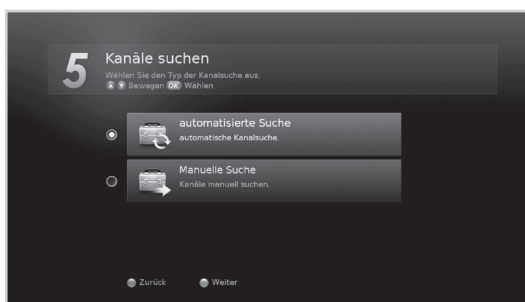 5 Kanäle suchen
Wählen Sie den Typ der Kanalsuche aus.
Bewegen OK Wählen
automatisierte Suche
automatische Kanalsuche.
Manuelle Suche
Kanäle manuell suchen.
Zurück Weiter